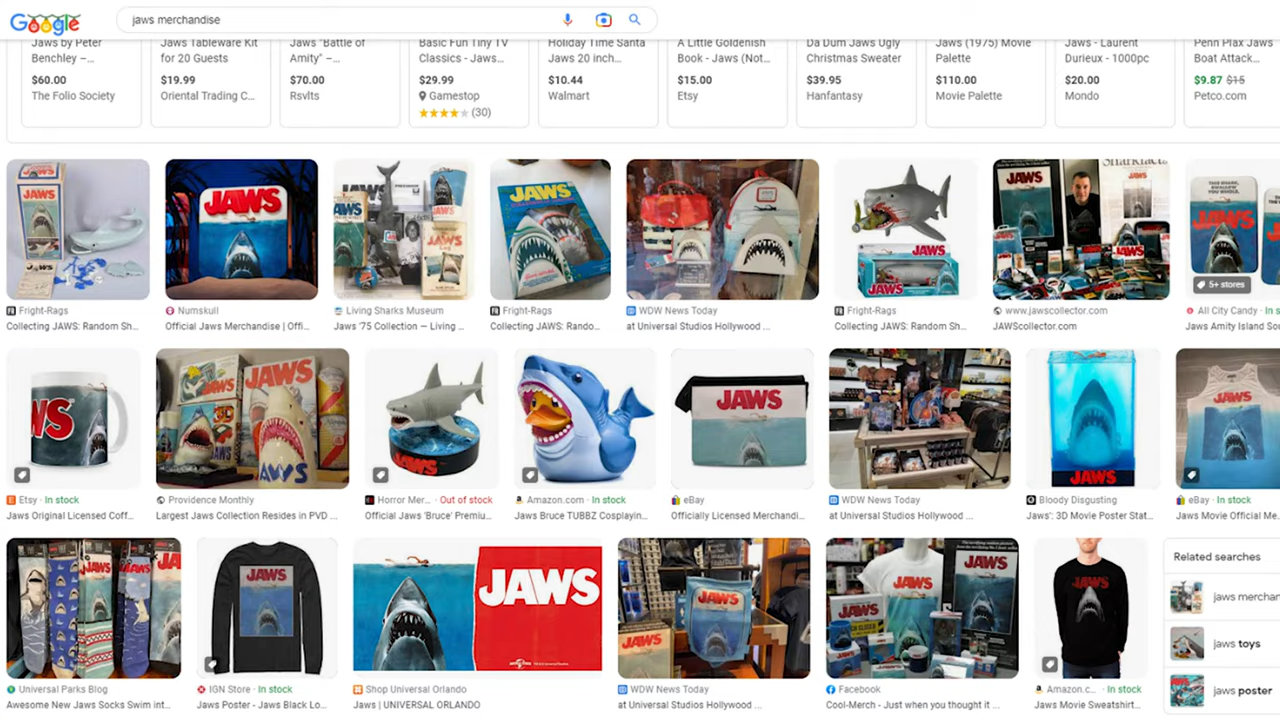 Google
jaws merchandise
Jaws by Peter
Benchley –...
$60.00
The Folio Society
Jaws Tableware Kit
for 20 Guests
$19.99
Oriental Trading C...
Jaws "Battle of
Amity" –...
$70.00
Rsvlts
Basic Fun Tiny TV
Classics - Jaws...
$29.99
Gamestop
(30)
Holiday Time Santa
Jaws 20 inch...
$10.44
Walmart
A Little Goldenish
Book - Jaws (Not...
$15.00
Etsy
Da Dum Jaws Ugly
Christmas Sweater
$39.95
Hanfantasy
Jaws (1975) Movie
Palette
$110.00
Movie Palette
Jaws - Laurent
Durieux - 1000pc
$20.00
Mondo
Penn Plax Jaws
Boat Attack...
$9.87 $15
Petco.com
JAWS
JAWS
JAWS
JAWS
JAWS
JAWS
JAWS
JAWS
5+ stores
Fright-Rags
Collecting JAWS: Random Sh...
Numskull
Official Jaws Merchandise | Offi...
Living Sharks Museum
Jaws '75 Collection — Living ...
Fright-Rags
Collecting JAWS: Rando...
WDW News Today
at Universal Studios Hollywood ...
Fright-Rags
Collecting JAWS: Random Sh...
www.jawscollector.com
JAWScollector.com
All City Candy · In s
Jaws Amity Island Sou
WS
JAWS
JAWS
JAWS
JAWS
JAWS
JAWS
Etsy · In stock
Jaws Original Licensed Coff...
Providence Monthly
Largest Jaws Collection Resides in PVD ...
Horror Mer... · Out of stock
Official Jaws 'Bruce' Premiu...
Amazon.com · In stock
Jaws Bruce TUBBZ Cosplayin...
eBay
Officially Licensed Merchandi...
WDW News Today
at Universal Studios Hollywood ...
Bloody Disgusting
Jaws': 3D Movie Poster Stat...
eBay · In stock
Jaws Movie Official Me...
JAWS
JAWS
JAWS
JAWS
JAWS
JAWS
JAWS
JAWS
Universal Parks Blog
Awesome New Jaws Socks Swim int...
IGN Store · In stock
Jaws Poster - Jaws Black Lo...
Shop Universal Orlando
Jaws | UNIVERSAL ORLANDO
WDW News Today
at Universal Studios Hollywood ...
Facebook
Cool-Merch - Just when you thought it ...
Amazon.c... · In stock
Jaws Movie Sweatshirt...
Related searches
jaws merchan
jaws toys
jaws poster